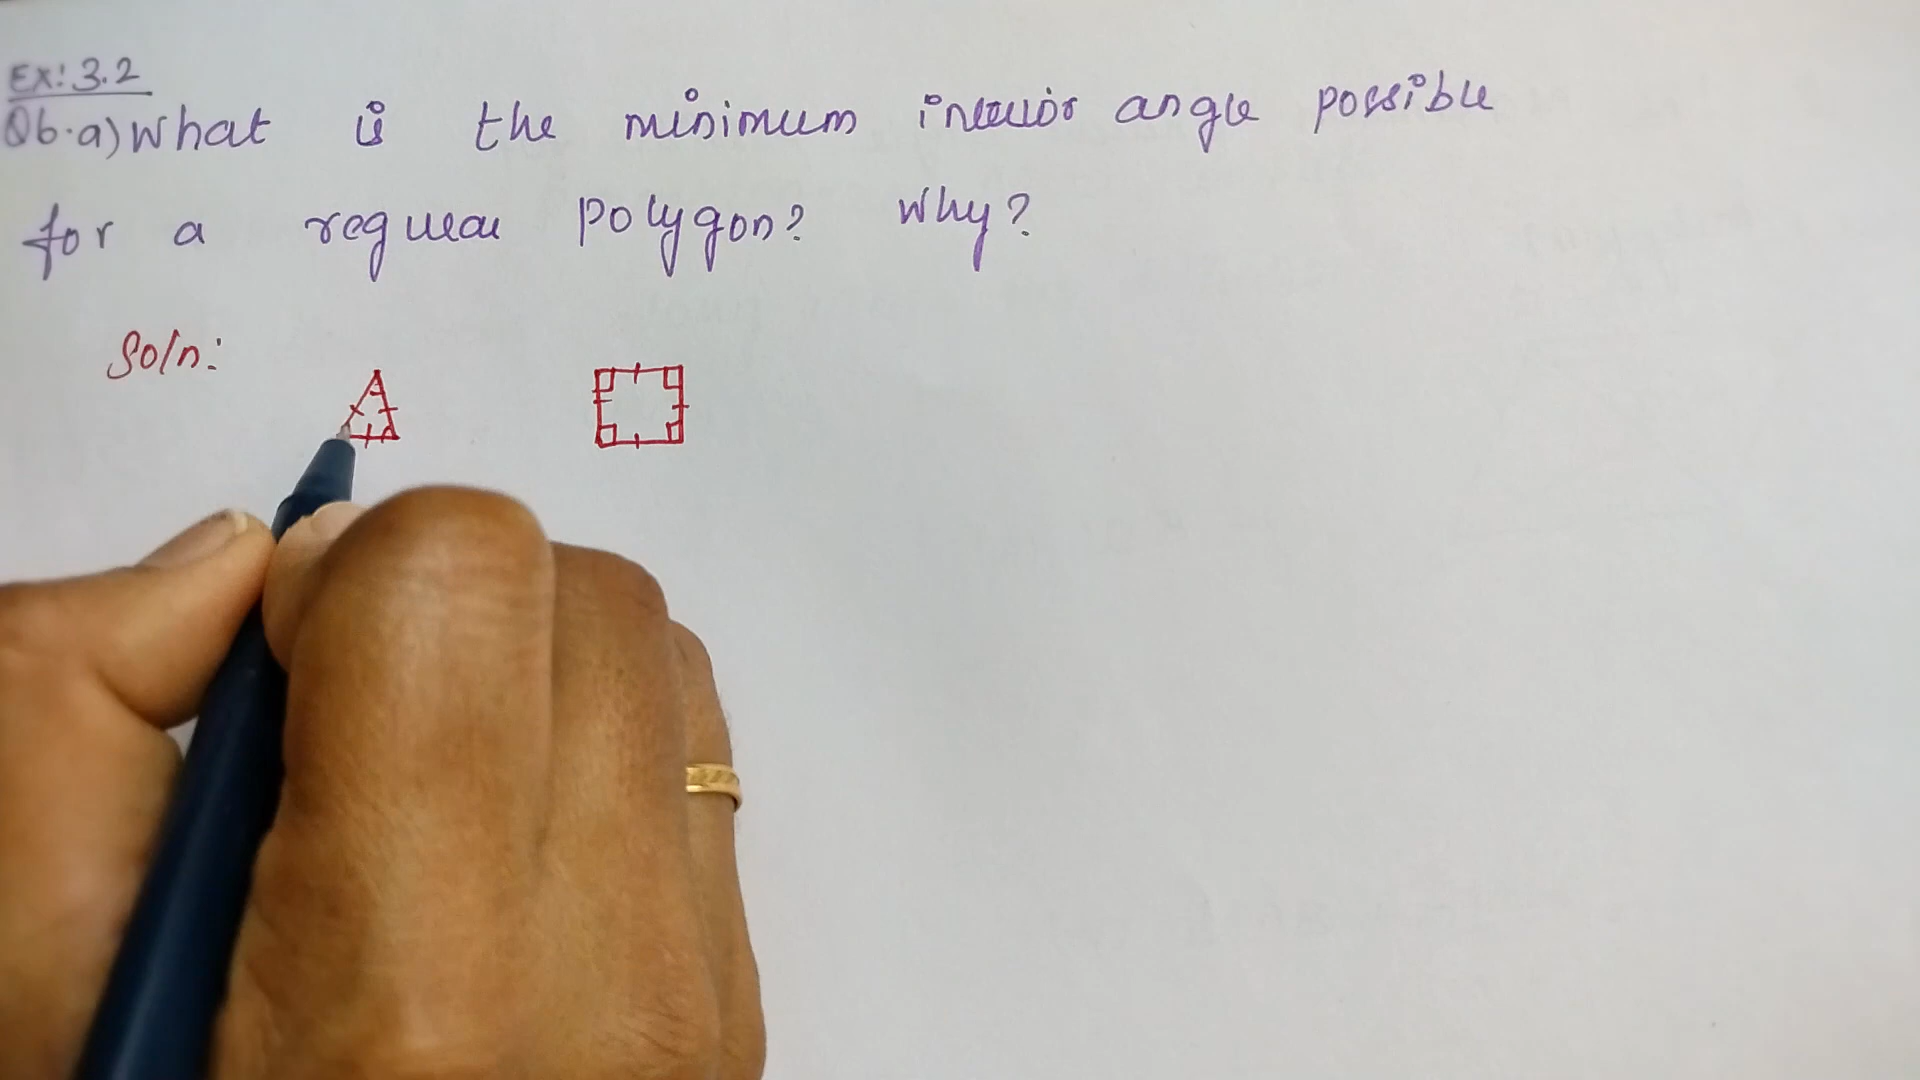 Ex: 3.2
Q6.a) What is the minimum interior angle possible
for a regular polygon? Why?
Soln: